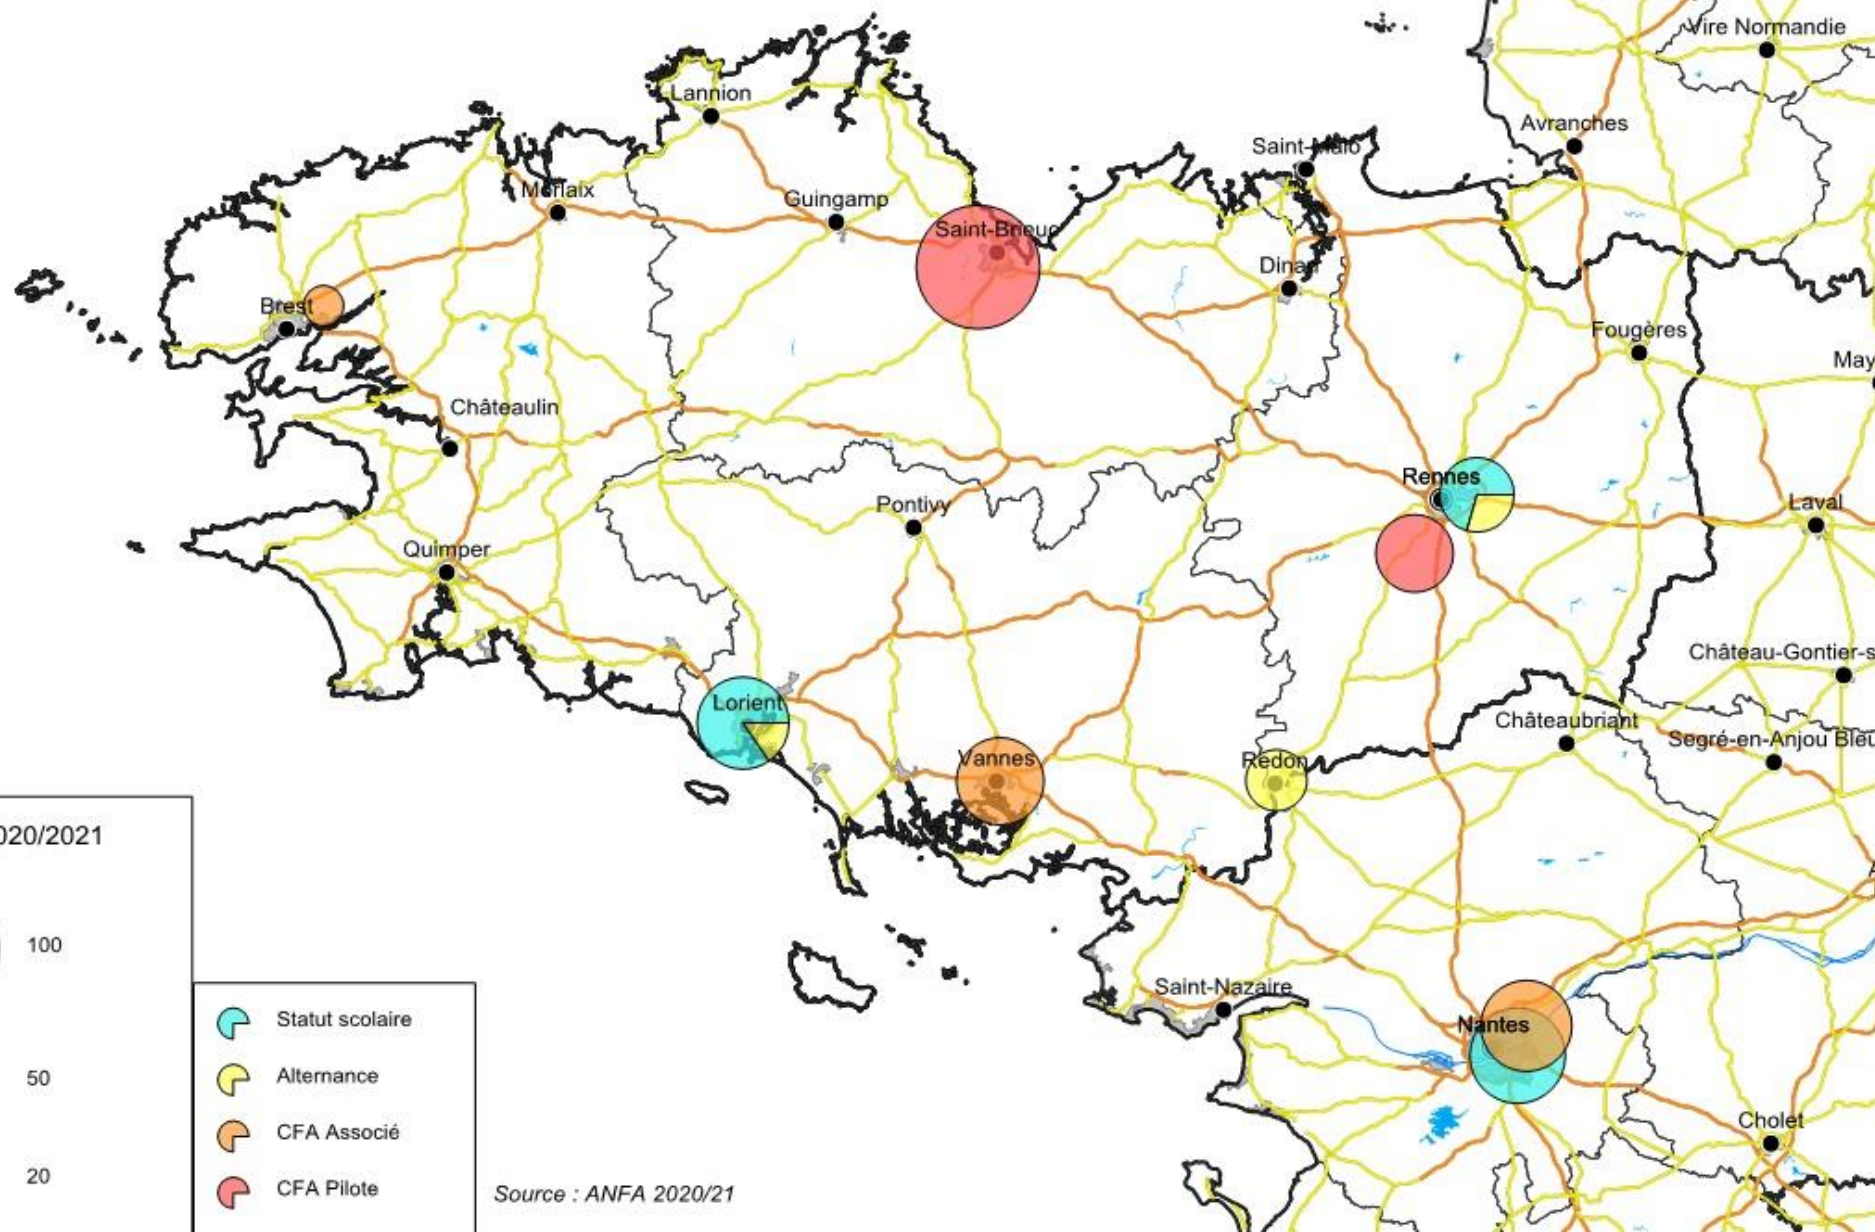 Vire Normandie
Lannion
Avranches
Saint-Malo
Morlaix
Guingamp
Saint-Brieuc
Dinan
Brest
Fougères
May
Châteaulin
Rennes
Pontivy
Laval
Quimper
Château-Gontier-s
Lorient
Châteaubriant
Segré-en-Anjou Bleu
Vannes
Redon
020/2021
100
Saint-Nazaire
Statut scolaire
Nantes
50
Alternance
Cholet
CFA Associé
20
CFA Pilote
Source : ANFA 2020/21